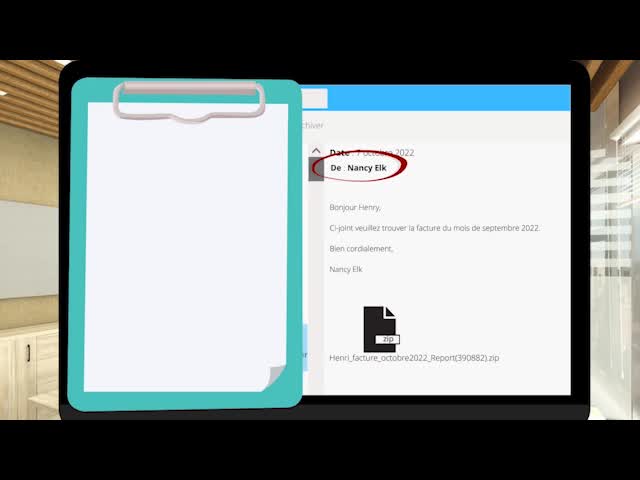 chiver
Date : 7 octobre 2022
De : Nancy Elk
Bonjour Henry,
Ci-joint veuillez trouver la facture du mois de septembre 2022.
Bien cordialement,
Nancy Elk
zip
Henri_facture_octobre2022_Report(390882).zip